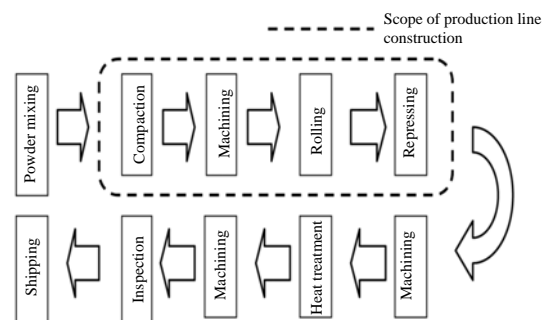 Scope of production line
construction
Powder mixing
Compaction
Machining
Rolling
Repressing
Machining
Heat treatment
Machining
Inspection
Shipping